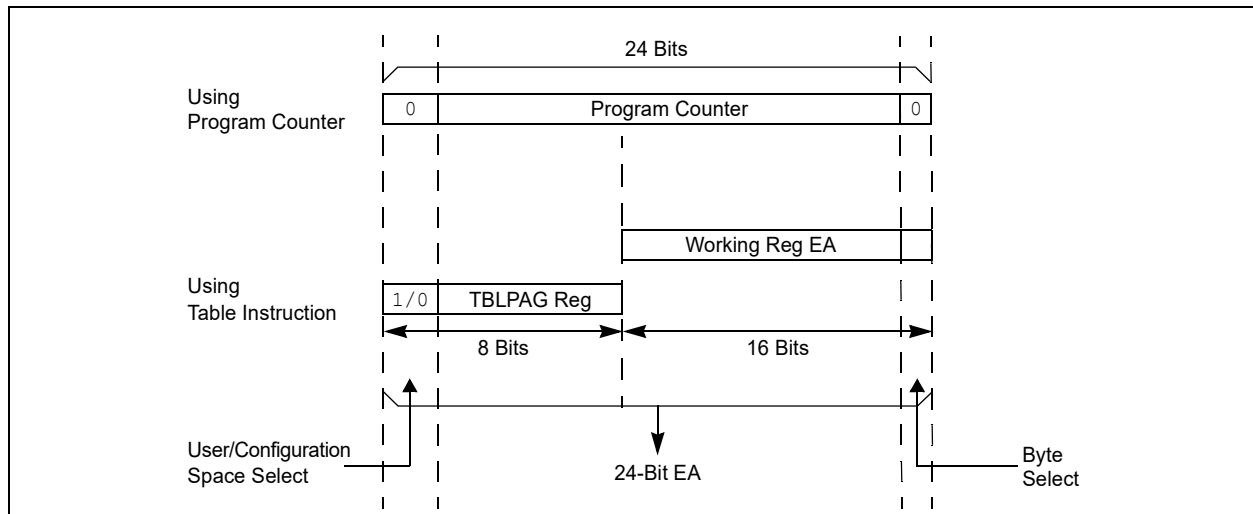 24 Bits
Using
Program Counter
0
Program Counter
0
Working Reg EA
Using
Table Instruction
1/0
TBLPAG Reg
8 Bits
16 Bits
User/Configuration
Space Select
24-Bit EA
Byte
Select